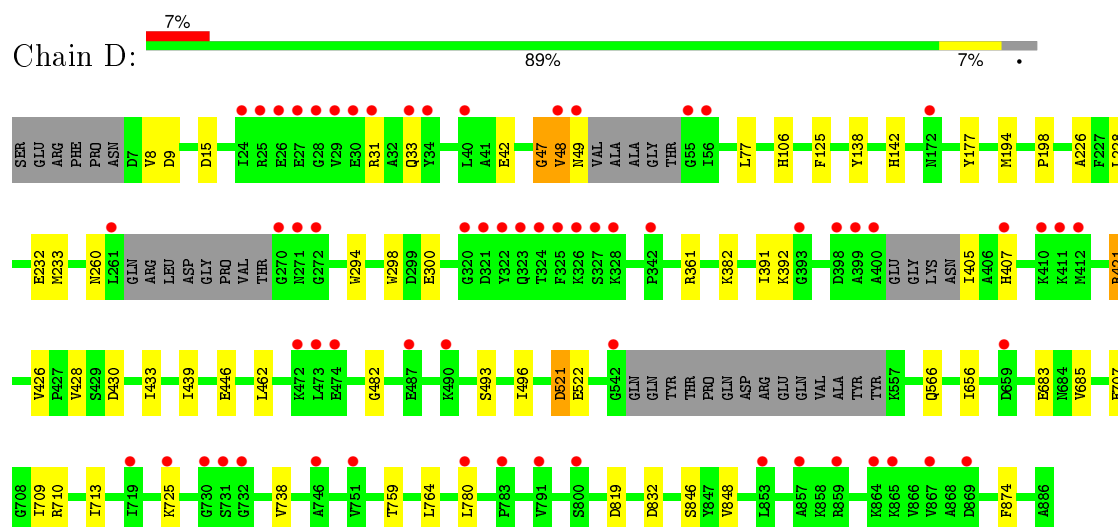 7%
Chain D:
89% 7% •
SER GLU ARG PHE PRO ASN D7 V8 D9 D15 I24 R25 E26 E27 G28 V29 E30 R31 A32 Q33 Y34 L40 A41 E42 G47 V48 N49 VAL ALA ALA GLY THR G55 I56 L77 H106 F125 Y138 H142 N172 Y177 M194 P198 A226 F227 L228
E232 M233 N260 L261 GLN ARG LEU ASP GLY PRO VAL THR G270 N271 G272 W294 W298 D299 E300 G320 D321 Y322 Q323 T324 F325 K326 S327 K328 P342 R361 K382 I391 K392 G393 D398 A399 A400 GLU GLY LYS ASN I405 A406 H407 K410 K411 M412 R421
V426 P427 V428 S429 D430 I433 I439 E446 L462 K472 L473 E474 G482 E487 K490 S493 I496 D521 E522 G542 GLN GLN TYR THR PRO GLN ASP ARG GLU GLN VAL ALA TYR TYR K557 Q566 I656 D659 E683 N684 V685
G708 I709 R710 I713 I719 K725 G730 S731 G732 V738 A746 V751 T759 L764 L780 P783 V791 S800 D819 D832 S846 Y847 V848 L853 A857 K858 R859 K864 K865 V866 V867 A868 D869 F874 A886